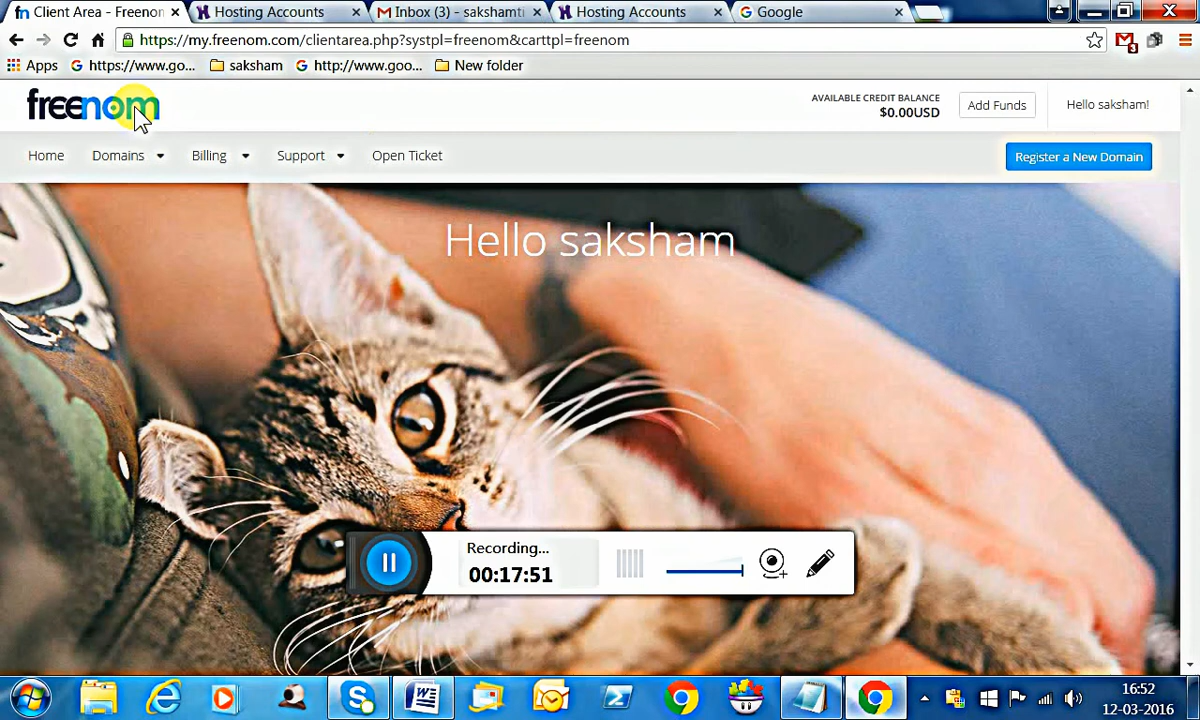 Client Area - Freenom
Hosting Accounts
Inbox (3) - sakshamti
Hosting Accounts
Google
https://my.freenom.com/clientarea.php?systpl=freenom&carttpl=freenom
3
Apps
https://www.go...
saksham
http://www.goo...
New folder
freenom
AVAILABLE CREDIT BALANCE
$0.00USD
Add Funds
Hello saksham!
Home
Domains
Billing
Support
Open Ticket
Register a New Domain
Hello saksham
Recording...
00:17:51
16:52
12-03-2016